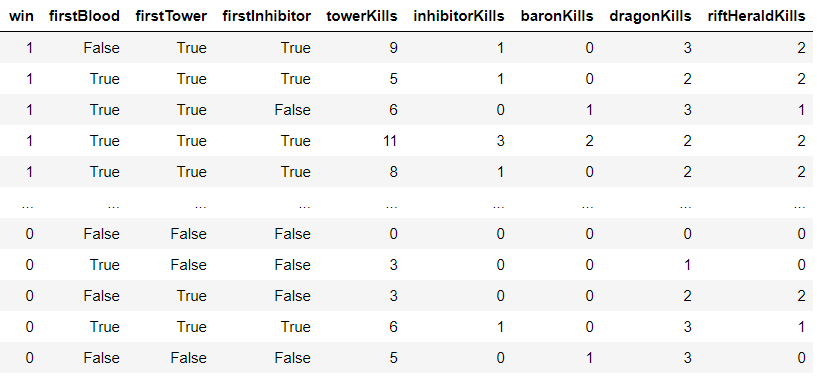 win firstBlood firstTower firstInhibitor towerKills inhibitorKills baronKills dragonKills riftHeraldKills
1 False True True 9 1 0 3 2
1 True True True 5 1 0 2 2
1 True True False 6 0 1 3 1
1 True True True 11 3 2 2 2
1 True True True 8 1 0 2 2
... ... ... ... ... ... ... ... ...
0 False False False 0 0 0 0 0
0 True False False 3 0 0 1 0
0 False True False 3 0 0 2 2
0 True True True 6 1 0 3 1
0 False False False 5 0 1 3 0